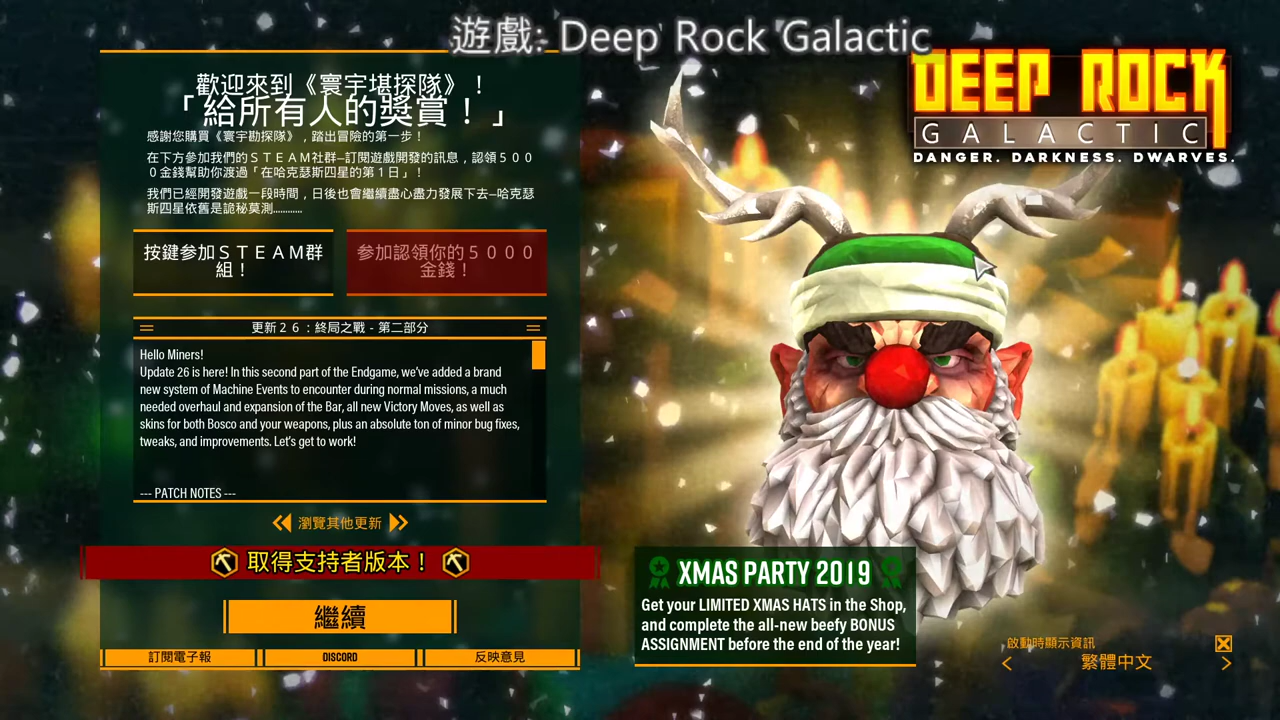 遊戲: Deep Rock Galactic
歡迎來到《寰宇堪探隊》！
「給所有人的獎賞！」
感謝您購買《寰宇勘探隊》，踏出冒險的第一步！
在下方參加我們的ＳＴＥＡＭ社群—訂閱遊戲開發的訊息，認領５００
０金錢幫助你渡過「在哈克瑟斯四星的第１日」！
我們已經開發遊戲一段時間，日後也會繼續盡心盡力發展下去—哈克瑟
斯四星依舊是詭秘莫測............
按鍵參加ＳＴＥＡＭ群
組！
參加認領你的５０００
金錢！
更新２６：終局之戰 - 第二部分
Hello Miners!
Update 26 is here! In this second part of the Endgame, we've added a brand
new system of Machine Events to encounter during normal missions, a much
needed overhaul and expansion of the Bar, all new Victory Moves, as well as
skins for both Bosco and your weapons, plus an absolute ton of minor bug fixes,
tweaks, and improvements. Let's get to work!
--- PATCH NOTES ---
瀏覽其他更新
取得支持者版本！
繼續
訂閱電子報
DISCORD
反映意見
DEEP ROCK
GALACTIC
DANGER. DARKNESS. DWARVES.
XMAS PARTY 2019
Get your LIMITED XMAS HATS in the Shop,
and complete the all-new beefy BONUS
ASSIGNMENT before the end of the year!
啟動時顯示資訊
繁體中文